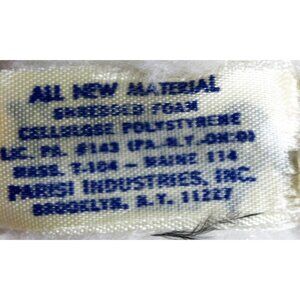 ALL NEW MATERIAL
SHREDDED FOAM
CELLULOSE POLYSTYRENE
LIC. PA. #143 (PA.-N.Y.-OHIO)
MASS. T-104 - MAINE 114
PARISI INDUSTRIES, INC.
BROOKLYN, N.Y. 11227